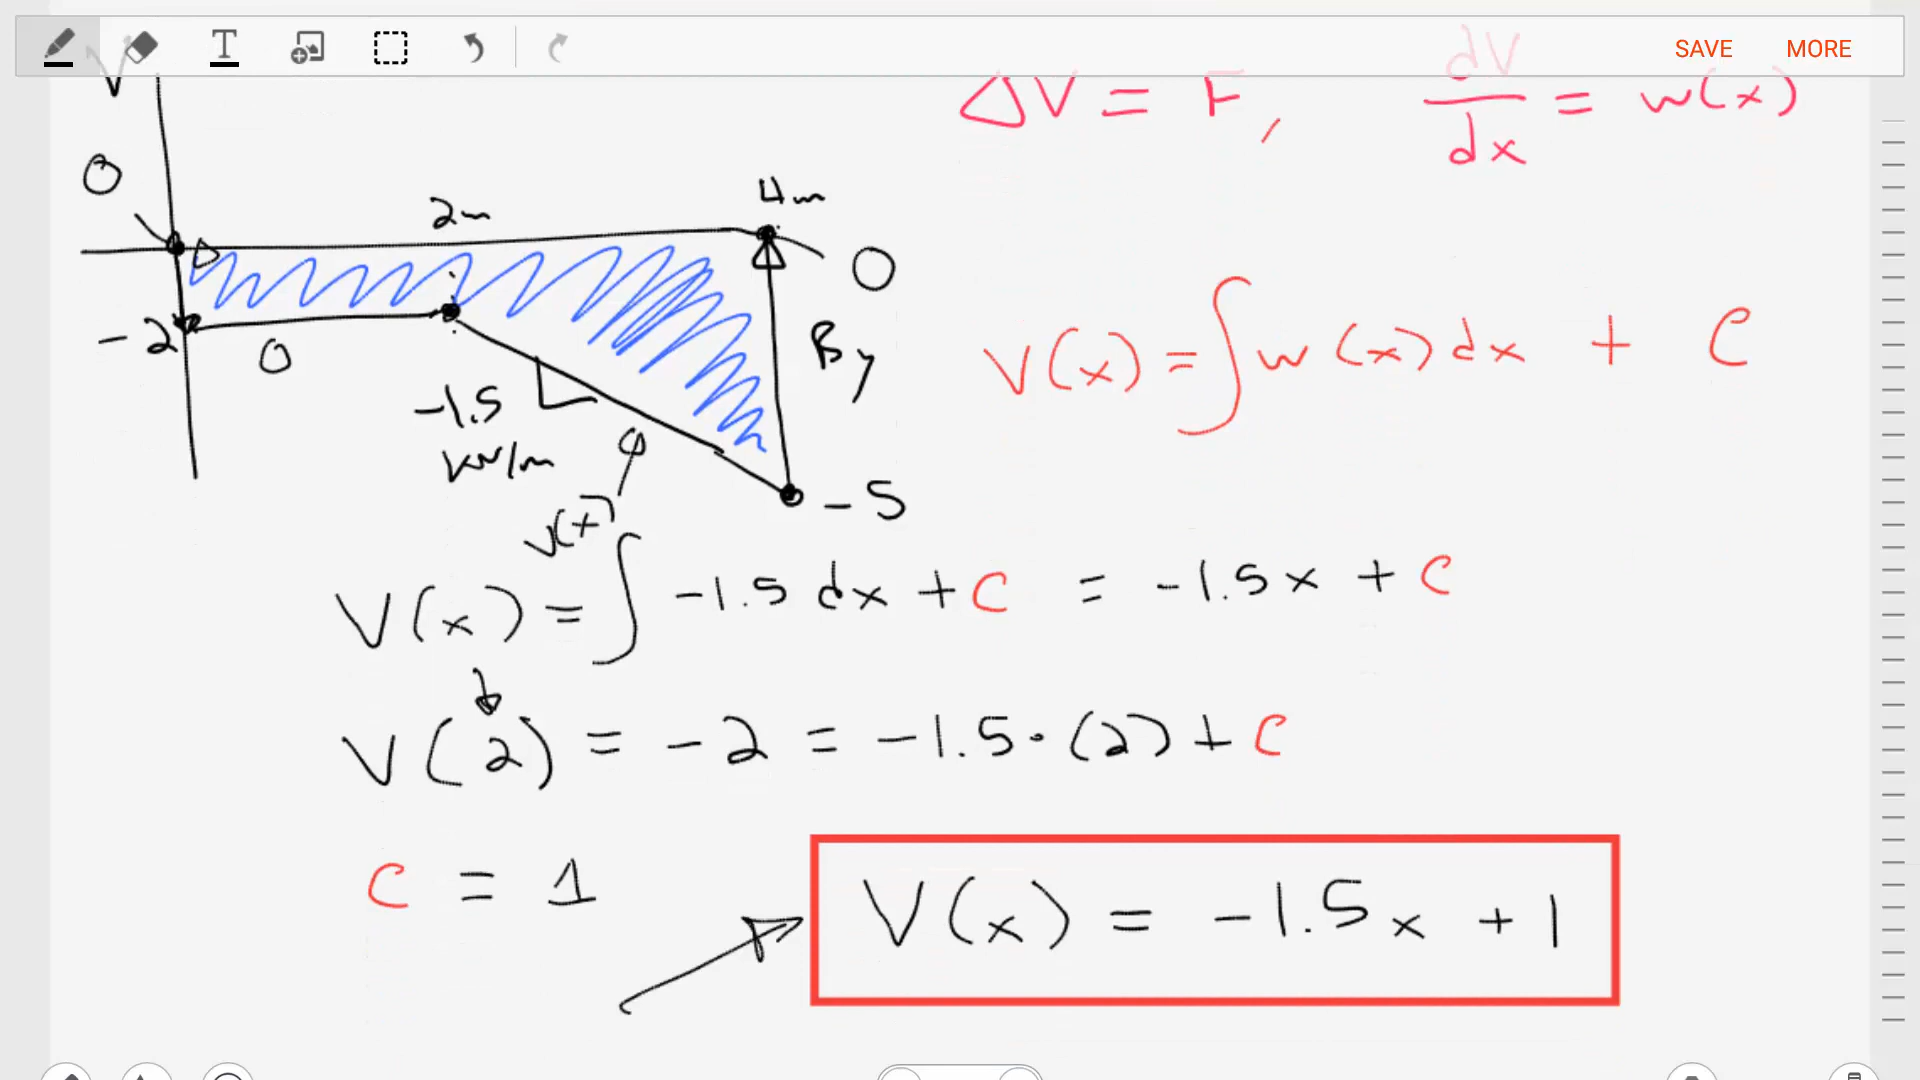 T SAVE MORE
V
ΔV = F, dV/dx = w(x)
0
2m
4m
0
-2
0
By
-1.5
kN/m
V(x)
-5
V(x) = ∫w(x)dx + C
V(x) = ∫ -1.5 dx + C = -1.5x + C
V(2) = -2 = -1.5·(2) + C
C = 1
V(x) = -1.5x + 1